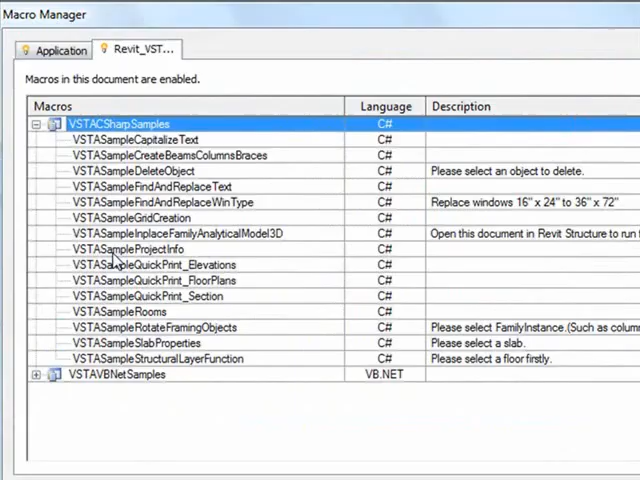 Macro Manager
Application Revit_VST...
Macros in this document are enabled.
Macros Language Description
VSTACSharpSamples C#
VSTASampleCapitalizeText C#
VSTASampleCreateBeamsColumnsBraces C#
VSTASampleDeleteObject C# Please select an object to delete.
VSTASampleFindAndReplaceText C#
VSTASampleFindAndReplaceWinType C# Replace windows 16" x 24" to 36" x 72"
VSTASampleGridCreation C#
VSTASampleInplaceFamilyAnalyticalModel3D C# Open this document in Revit Structure to run
VSTASampleProjectInfo C#
VSTASampleQuickPrint_Elevations C#
VSTASampleQuickPrint_FloorPlans C#
VSTASampleQuickPrint_Section C#
VSTASampleRooms C#
VSTASampleRotateFramingObjects C# Please select FamilyInstance.(Such as colum
VSTASampleSlabProperties C# Please select a slab.
VSTASampleStructuralLayerFunction C# Please select a floor firstly.
VSTAVBNetSamples VB.NET